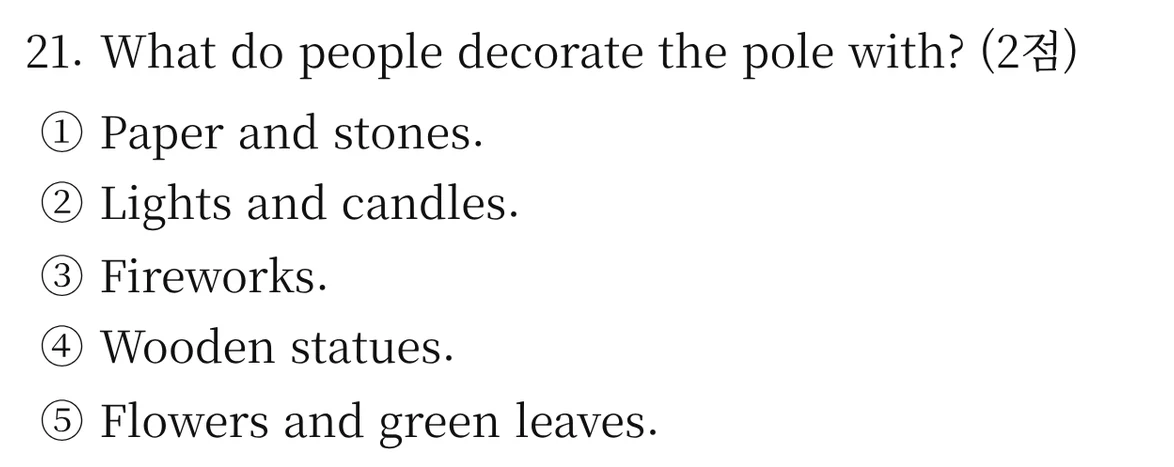 21. What do people decorate the pole with? (2점)
① Paper and stones.
② Lights and candles.
③ Fireworks.
④ Wooden statues.
⑤ Flowers and green leaves.